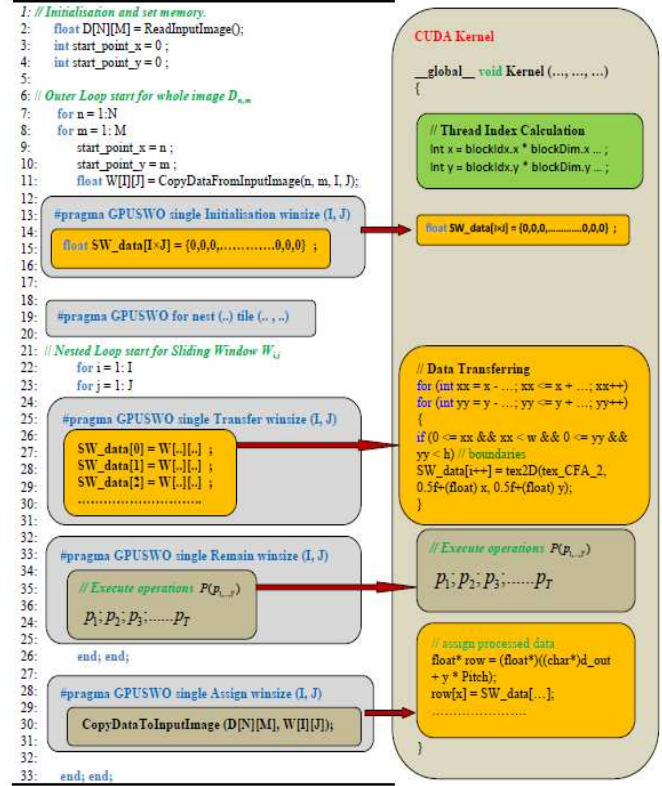 1: // Initialisation and set memory.
2: float D[N][M] = ReadInputImage();
3: int start_point_x = 0 ;
4: int start_point_y = 0 ;
5:
6: // Outer Loop start for whole image Dn,m
7: for n = 1:N
8: for m = 1: M
9: start_point_x = n ;
10: start_point_y = m ;
11: float W[I][J] = CopyDataFromInputImage(n, m, I, J);
12:
13: #pragma GPUSWO single Initialisation winsize (I, J)
14:
15: float SW_data[I×J] = {0,0,0,.............0,0,0} ;
16:
17:
18:
19: #pragma GPUSWO for nest (..) tile (.. , ..)
20:
21: // Nested Loop start for Sliding Window Wi,j
22: for i = 1: I
23: for j = 1: J
24:
25: #pragma GPUSWO single Transfer winsize (I, J)
26:
27: SW_data[0] = W[..][..] ;
28: SW_data[1] = W[..][..] ;
29: SW_data[2] = W[..][..] ;
30: ..............................
31:
32:
33: #pragma GPUSWO single Remain winsize (I, J)
34:
35: // Execute operations P(p1,..,T)
36:
24: p1; p2; p3;......pT
25:
26: end; end;
27:
28: #pragma GPUSWO single Assign winsize (I, J)
29:
30: CopyDataToInputImage (D[N][M], W[I][J]);
31:
32:
33: end; end;
CUDA Kernel
__global__ void Kernel (..., ..., ...)
{
// Thread Index Calculation
Int x = blockIdx.x * blockDim.x ... ;
Int y = blockIdx.y * blockDim.y ... ;
float SW_data[I×J] = {0,0,0,.............0,0,0} ;
// Data Transferring
for (int xx = x - ...; xx <= x + ...; xx++)
for (int yy = y - ...; yy <= y + ...; yy++)
{
if (0 <= xx && xx < w && 0 <= yy &&
yy < h) // boundaries
SW_data[i++] = tex2D(tex_CFA_2,
0.5f+(float) x, 0.5f+(float) y);
}
// Execute operations P(p1,..,T)
p1; p2; p3;......pT
// assign processed data
float* row = (float*)((char*)d_out
+ y * Pitch);
row[x] = SW_data[...];
......................
}